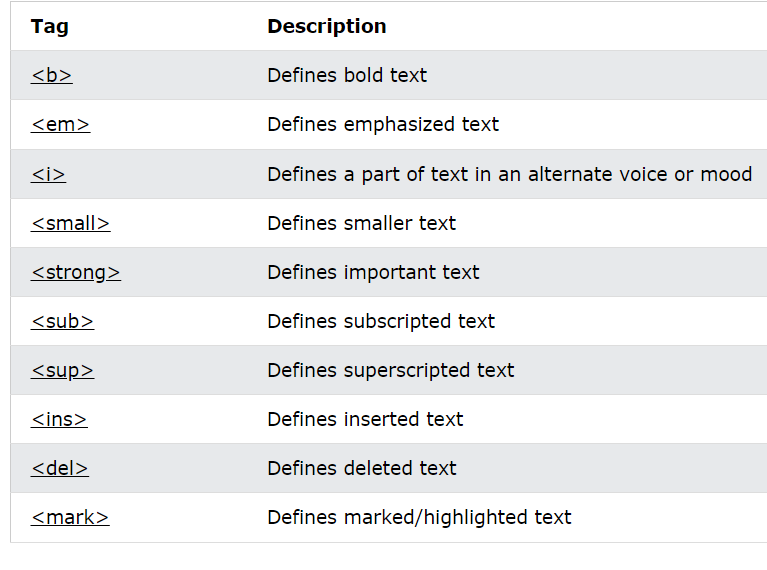 Tag Description
<b> Defines bold text
<em> Defines emphasized text
<i> Defines a part of text in an alternate voice or mood
<small> Defines smaller text
<strong> Defines important text
<sub> Defines subscripted text
<sup> Defines superscripted text
<ins> Defines inserted text
<del> Defines deleted text
<mark> Defines marked/highlighted text